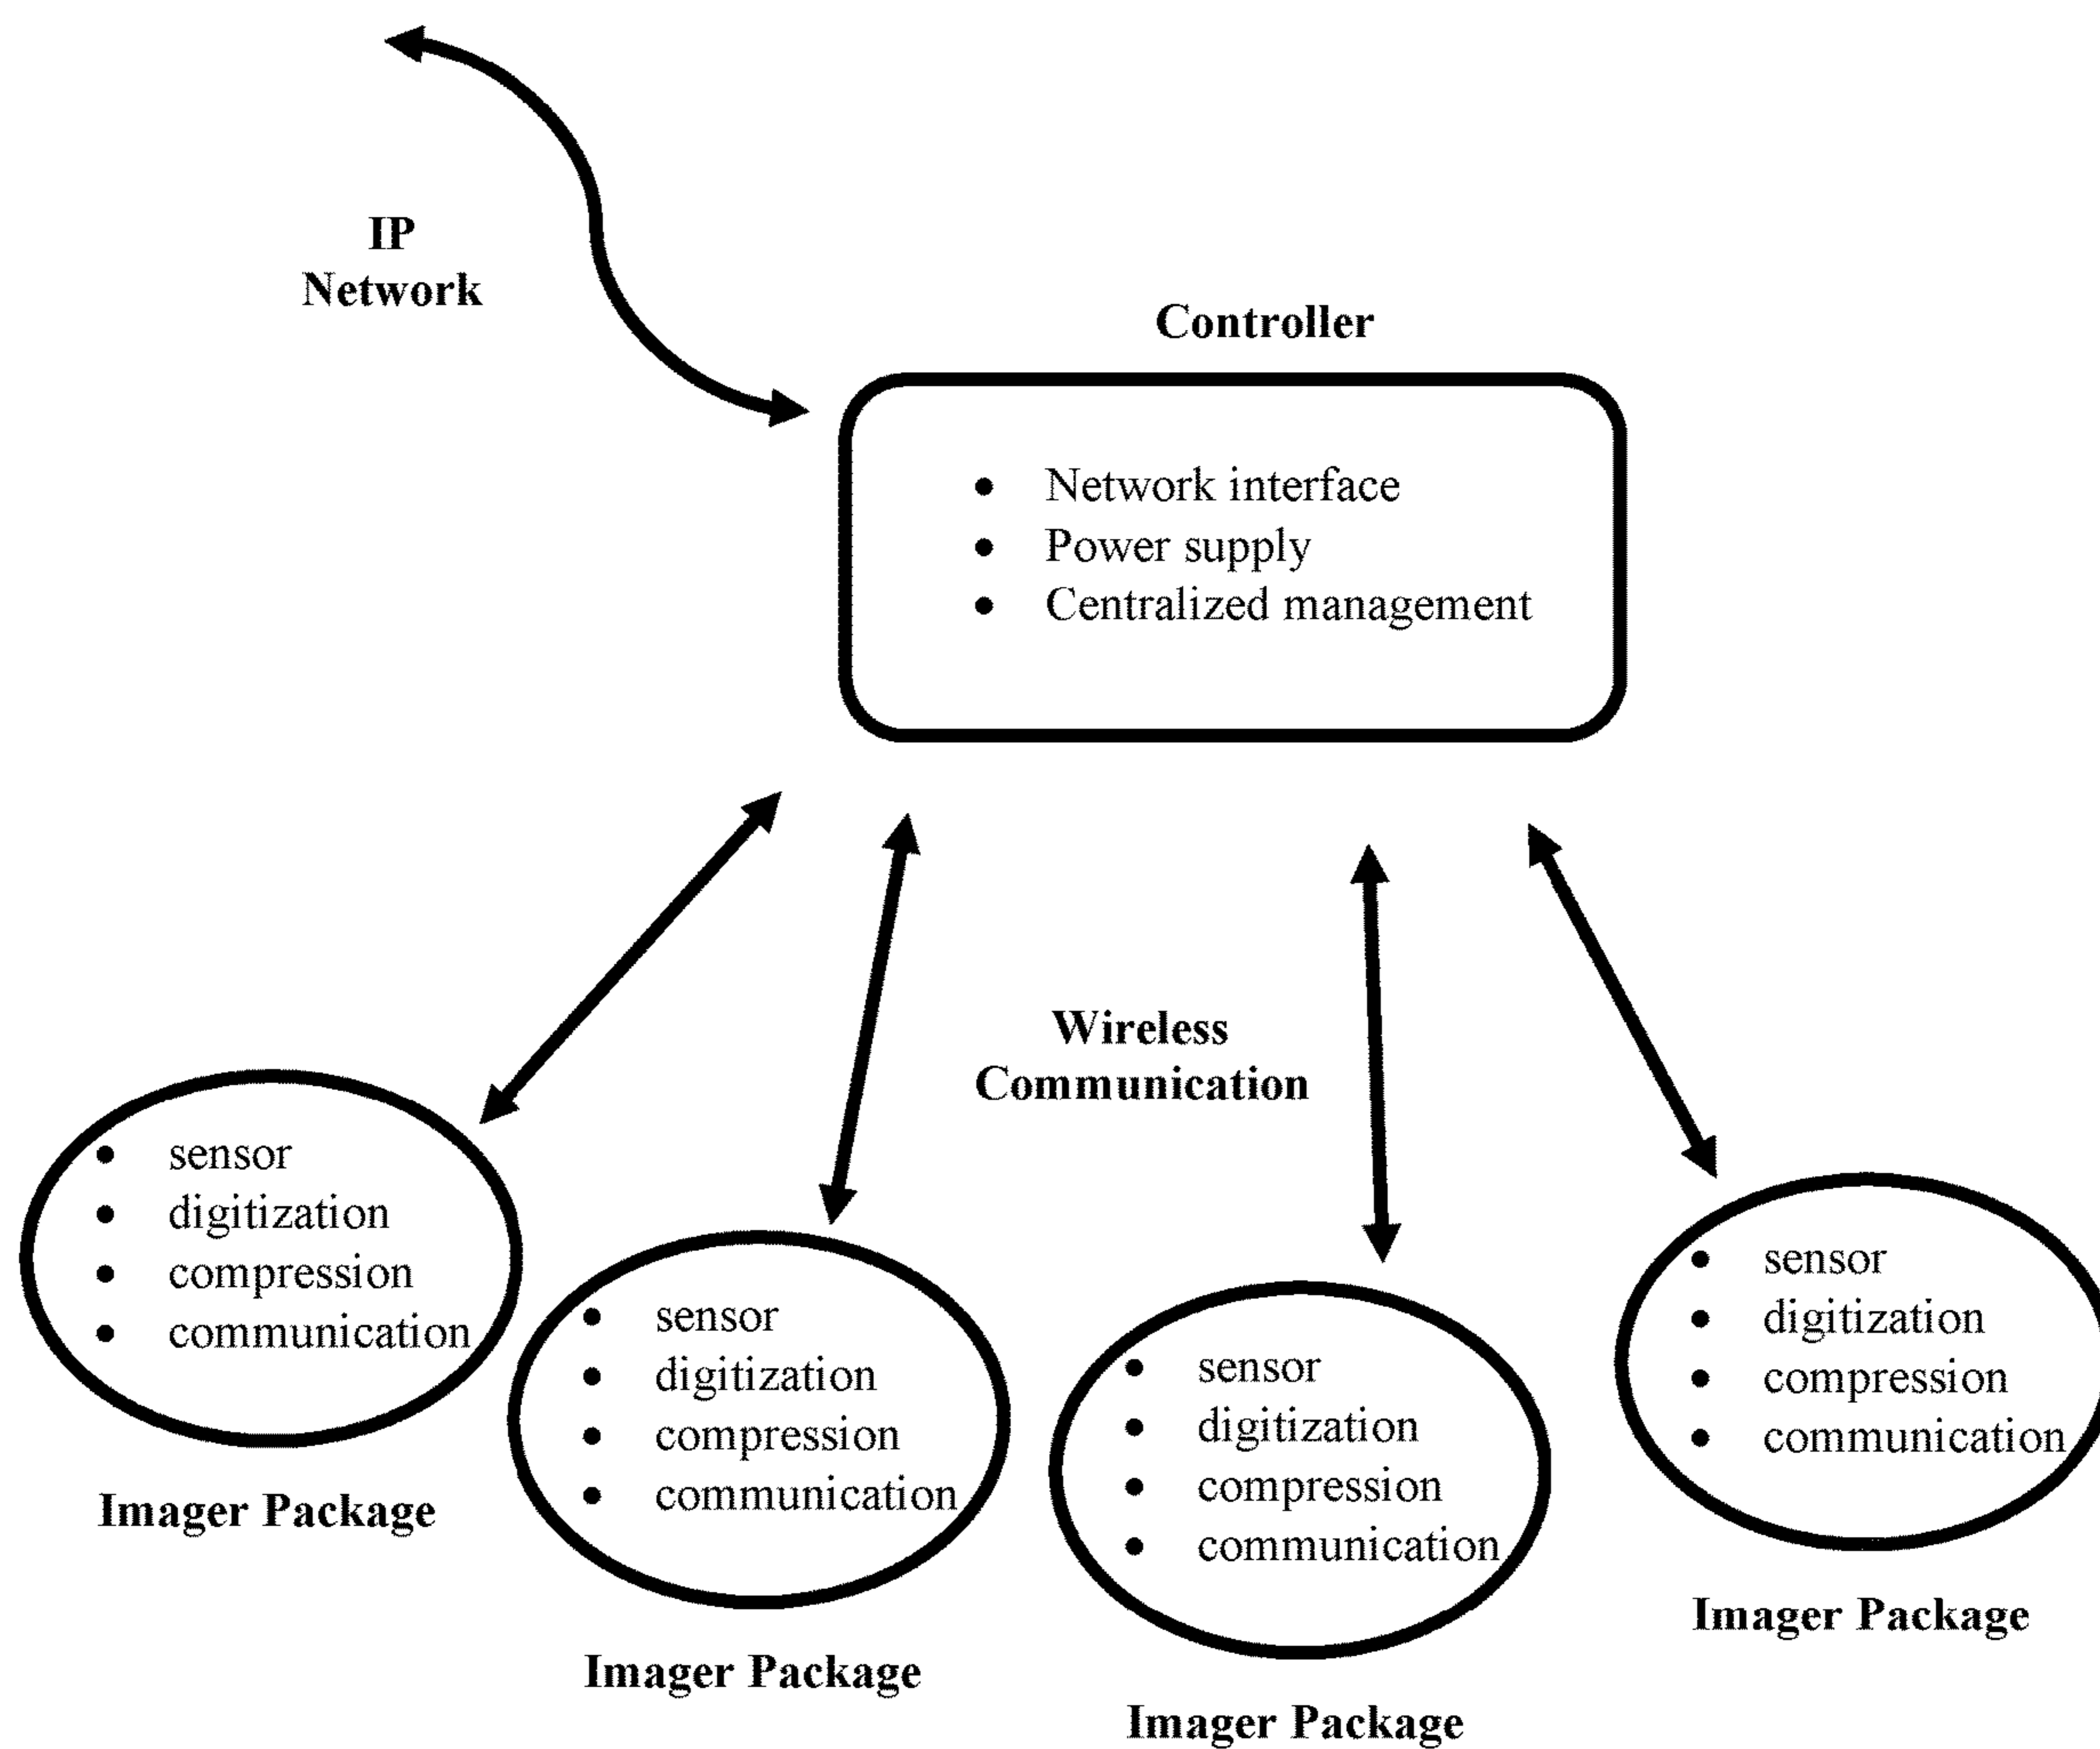 IP
Network
Controller
• Network interface
• Power supply
• Centralized management
Wireless
Communication
• sensor
• digitization
• compression
• communication
Imager Package
• sensor
• digitization
• compression
• communication
Imager Package
• sensor
• digitization
• compression
• communication
Imager Package
• sensor
• digitization
• compression
• communication
Imager Package